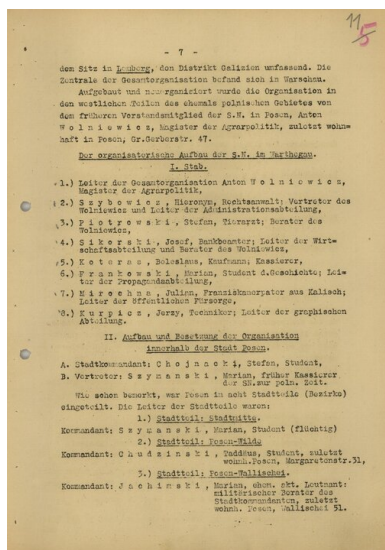 - 7 -
11
5
dem Sitz in Lemberg, den Distrikt Galizien umfassend. Die
Zentrale der Gesamtorganisation befand sich in Warschau.
Aufgebaut und neuorganisiert wurde die Organisation in
den westlichen Teilen des ehemals polnischen Gebietes von
dem früheren Vorstandsmitglied der S.N. in Posen, Anton
W o l n i e w i c z, Magister der Agrarpolitik, zuletzt wohn-
haft in Posen, Gr.Gerberstr. 47.
Der organisatorische Aufbau der S.N. im Warthegau.
I. Stab.
1.) Leiter der Gesamtorganisation Anton W o l n i e w i c z,
Magister der Agrarpolitik,
2.) S z y b o w i c z, Hieronym, Rechtsanwalt; Vertreter des
Wolniewicz und Leiter der Administrationsabteilung,
3.) P i o t r o w s k i, Stefan, Tierarzt; Berater des
Wolniewicz,
4.) S i k o r s k i, Josef, Bankbeamter; Leiter der Wirt-
schaftsabteilung und Berater des Wolniewicz,
5.) K o t e r a s, Boleslaus, Kaufmann; Kassierer,
6.) F r a n k o w s k i, Marian, Student d.Geschichte; Lei-
ter der Propagandaabteilung,
7.) M i r o c h n a, Julian, Franziskanerpater aus Kalisch;
Leiter der öffentlichen Fürsorge,
8.) K u r p i c z, Jerzy, Techniker; Leiter der graphischen
Abteilung.
II. Aufbau und Besetzung der Organisation
innerhalb der Stadt Posen.
A. Stadtkommandant: C h o j n a c k i, Stefan, Student,
B. Vertreter: S z y m a n s k i, Marian, früher Kassierer
der SN.zur poln. Zeit.
Wie schon bemerkt, war Posen in acht Stadtteile (Bezirke)
eingeteilt. Die Leiter der Stadtteile waren:
1.) Stadtteil: Stadtmitte.
Kommandant: S z y m a n s k i, Marian, Student (flüchtig)
2.) Stadtteil: Posen-Wilda
Kommandant: C h u d z i n s k i, Taddäus, Student, zuletzt
wohnh.Posen, Margaretenstr.31,
3.) Stadtteil: Posen-Wallischei.
Kommandant: J a c h i m s k i, Marian, ehem. akt. Leutnant:
militärischer Berater des
Stadtkommandanten, zuletzt
wohnh. Posen, Wallischei 51.